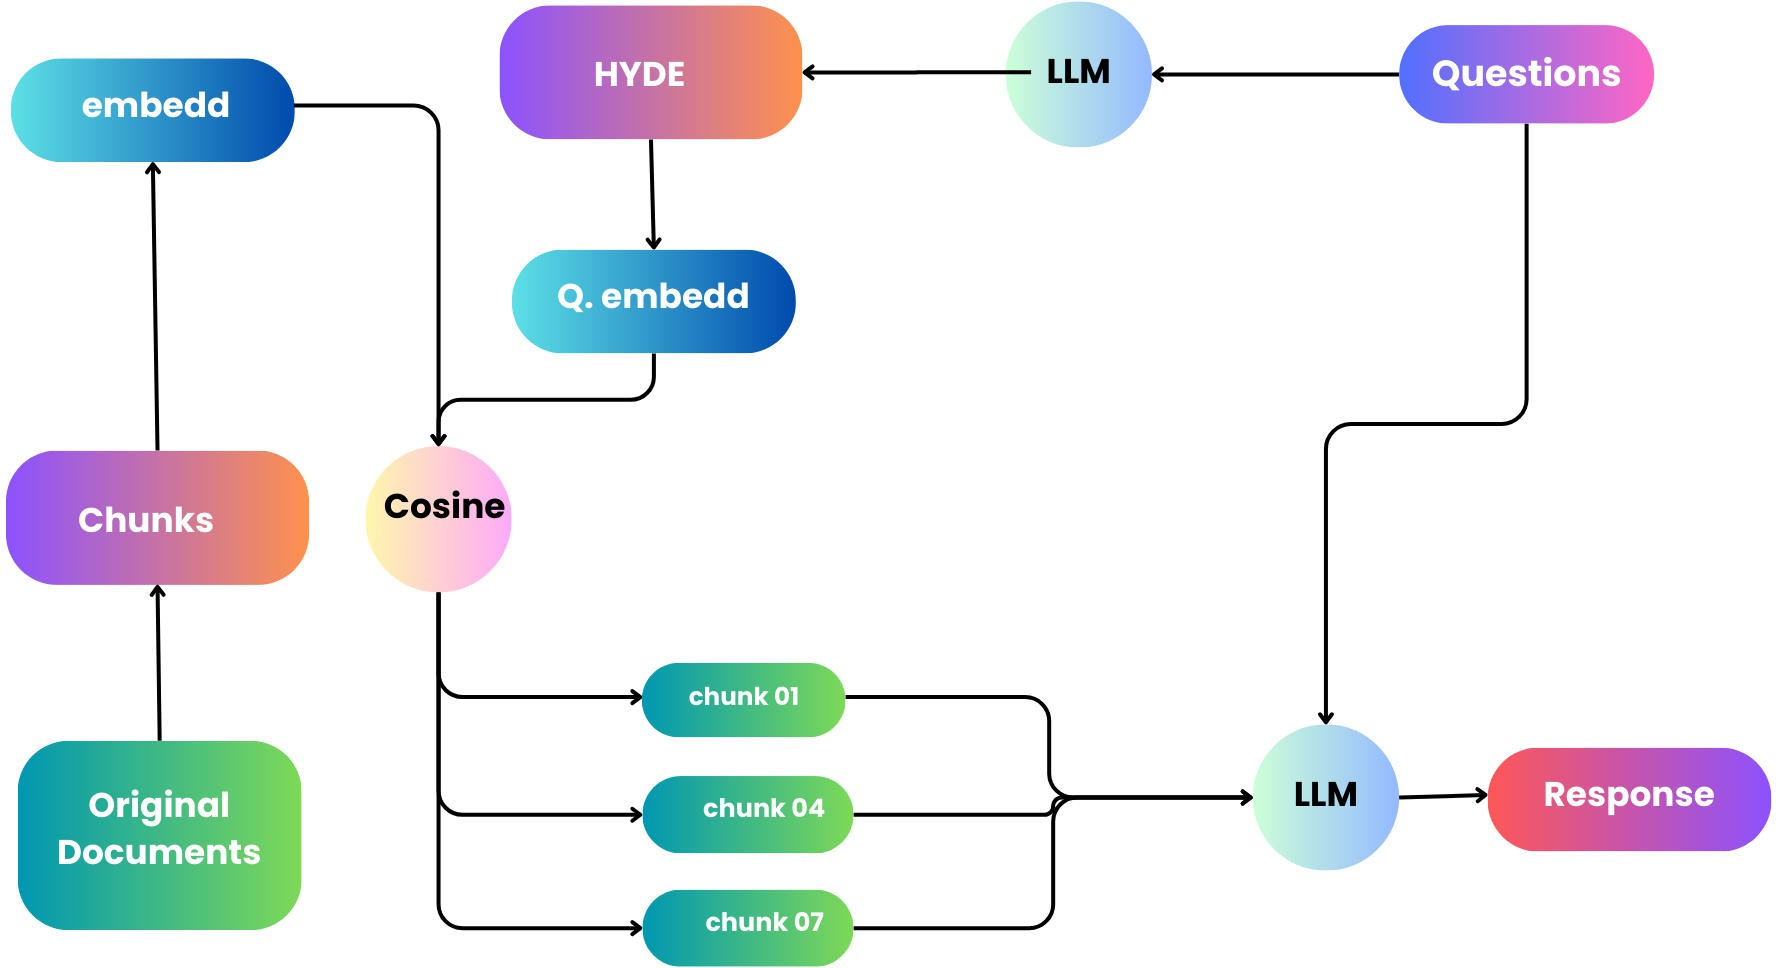 HYDE
LLM
Questions
embedd
Q. embedd
Chunks
Cosine
chunk 01
Original
Documents
chunk 04
LLM
Response
chunk 07